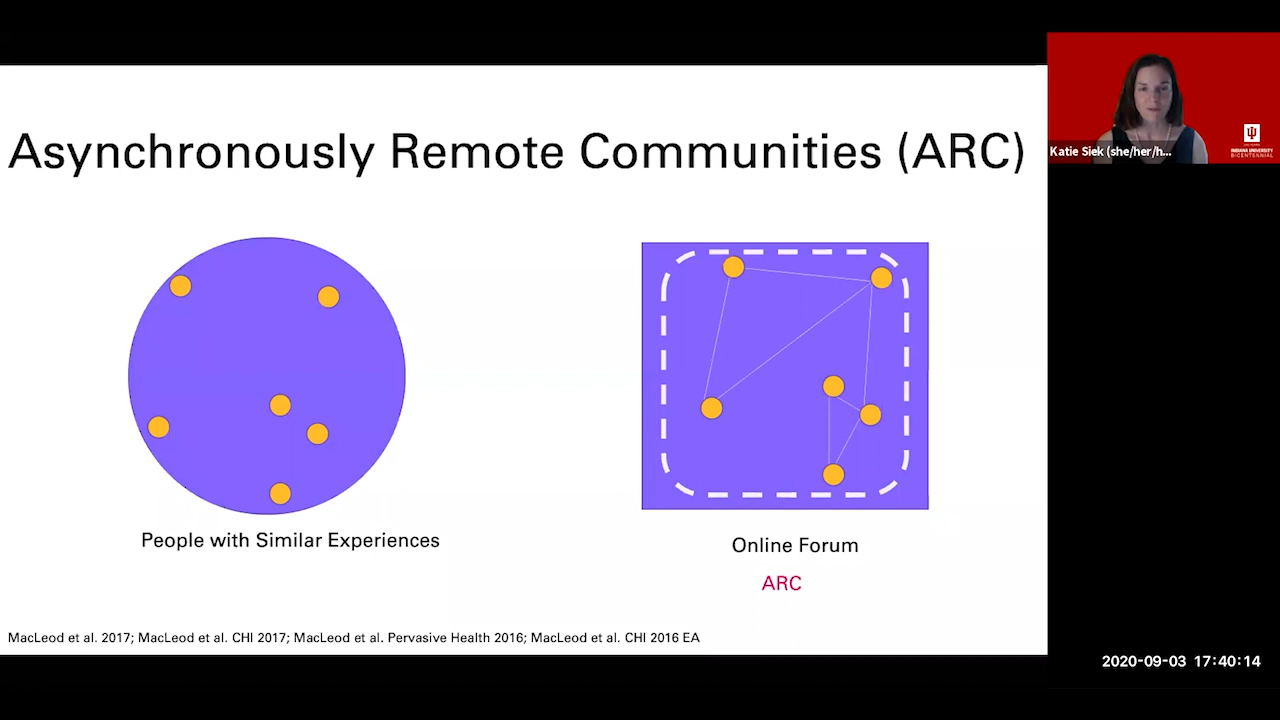 Asynchronously Remote Communities (ARC)
People with Similar Experiences
Online Forum
ARC
MacLeod et al. 2017; MacLeod et al. CHI 2017; MacLeod et al. Pervasive Health 2016; MacLeod et al. CHI 2016 EA
Katie Siek (she/her/h...
INDIANA UNIVERSITY
BICENTENNIAL
2020-09-03 17:40:14